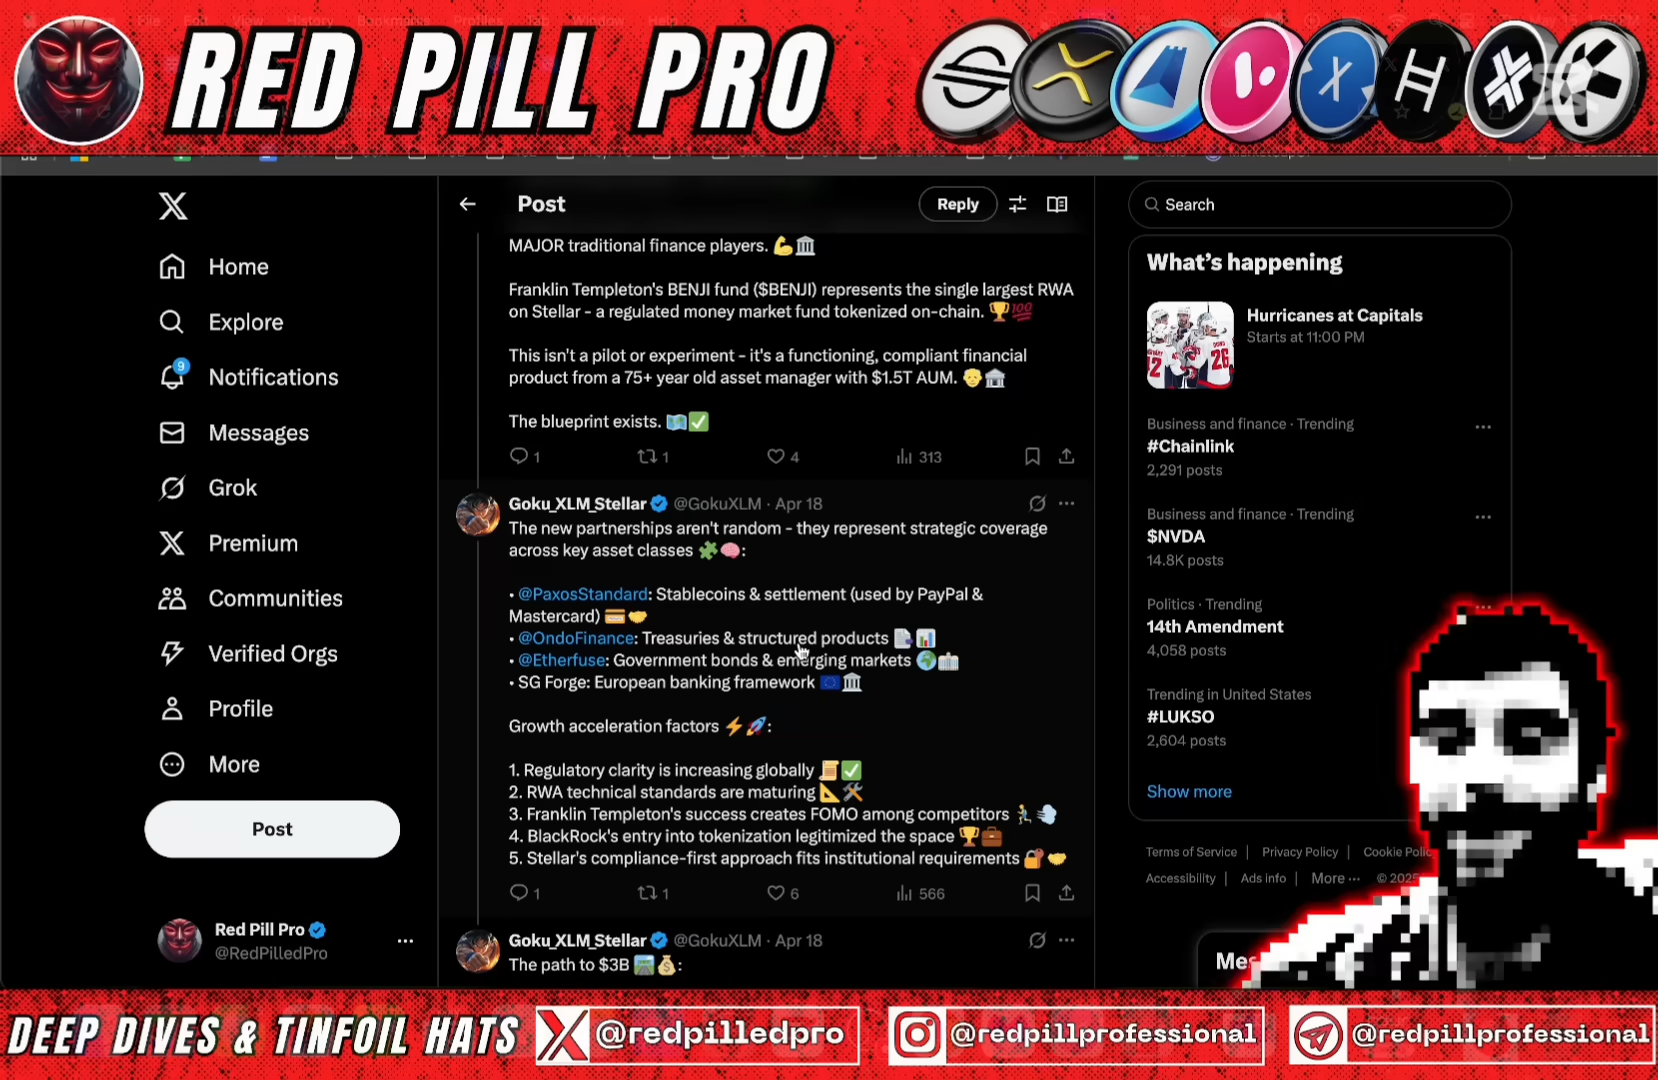 RED PILL PRO
Home
Explore
9
Notifications
Messages
Grok
Premium
Communities
Verified Orgs
Profile
More
Post
Red Pill Pro
@RedPilledPro
Post
Reply
MAJOR traditional finance players. 💪🏛️
Franklin Templeton's BENJI fund ($BENJI) represents the single largest RWA
on Stellar - a regulated money market fund tokenized on-chain. 🏆💯
This isn't a pilot or experiment - it's a functioning, compliant financial
product from a 75+ year old asset manager with $1.5T AUM. 👴🏛️
The blueprint exists. 🗺️✅
1 1 4 313
Goku_XLM_Stellar @GokuXLM · Apr 18
The new partnerships aren't random - they represent strategic coverage
across key asset classes 🧩🧠:
• @PaxosStandard: Stablecoins & settlement (used by PayPal &
Mastercard) 💳🤝
• @OndoFinance: Treasuries & structured products 📄📊
• @Etherfuse: Government bonds & emerging markets 🌍🏛️
• SG Forge: European banking framework 🇪🇺🏛️
Growth acceleration factors ⚡🚀:
1. Regulatory clarity is increasing globally 📜✅
2. RWA technical standards are maturing 📐🛠️
3. Franklin Templeton's success creates FOMO among competitors 🏃💨
4. BlackRock's entry into tokenization legitimized the space 🏆💼
5. Stellar's compliance-first approach fits institutional requirements 🔐🤝
1 1 6 566
Goku_XLM_Stellar @GokuXLM · Apr 18
The path to $3B 🛣️💰:
Search
What's happening
Hurricanes at Capitals
Starts at 11:00 PM
Business and finance · Trending
#Chainlink
2,291 posts
Business and finance · Trending
$NVDA
14.8K posts
Politics · Trending
14th Amendment
4,058 posts
Trending in United States
#LUKSO
2,604 posts
Show more
Terms of Service | Privacy Policy | Cookie Polic
Accessibility | Ads info | More ··· © 2025
Mes
DEEP DIVES & TINFOIL HATS
@redpilledpro
@redpillprofessional
@redpillprofessional